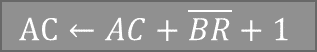 AC ← AC + B̅R̅ + 1